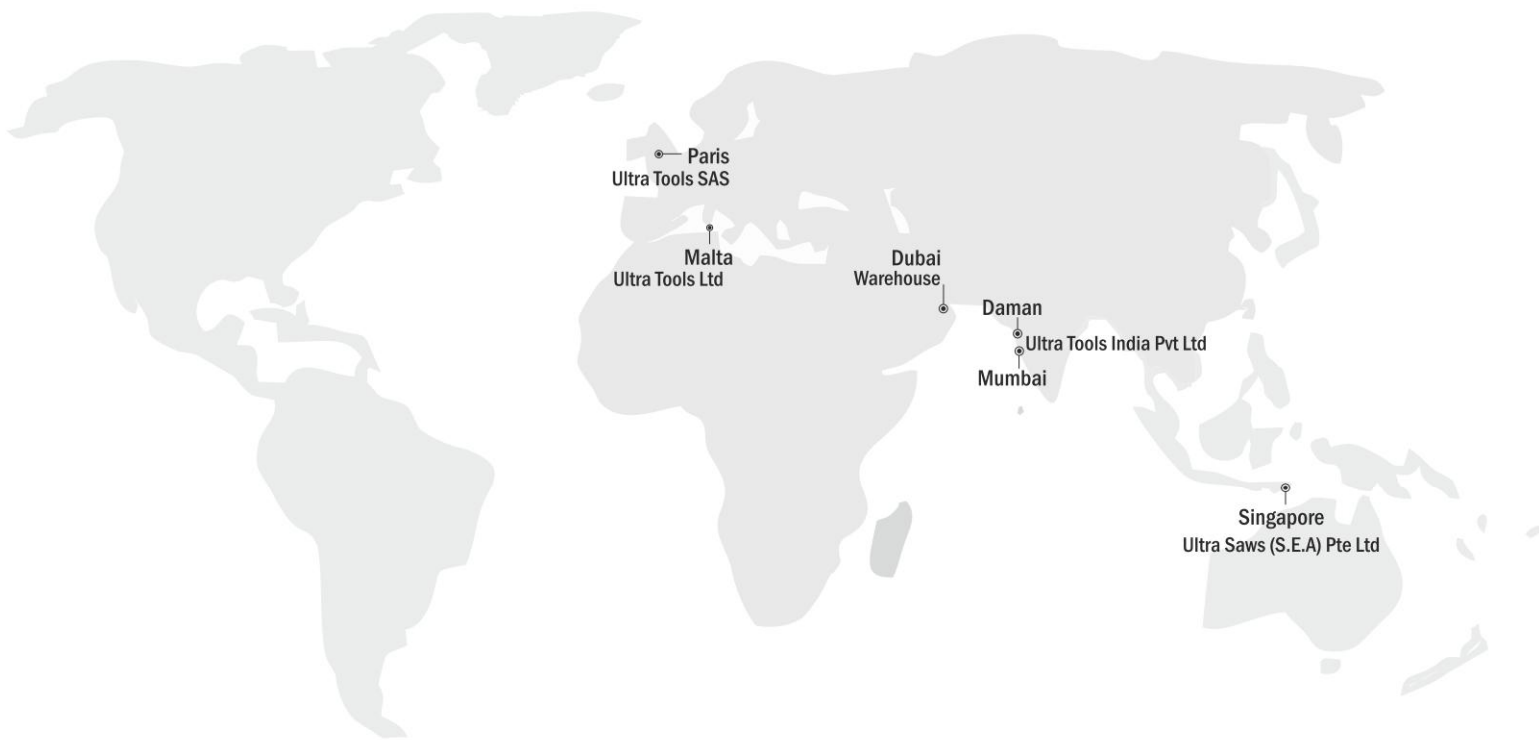 Paris
Ultra Tools SAS
Malta
Ultra Tools Ltd
Dubai
Warehouse
Daman
Ultra Tools India Pvt Ltd
Mumbai
Singapore
Ultra Saws (S.E.A) Pte Ltd